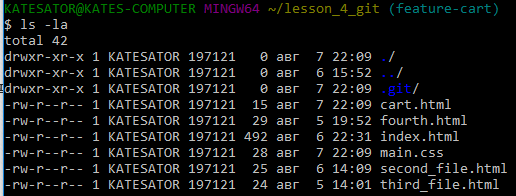 KATESATOR@KATES-COMPUTER MINGW64 ~/lesson_4_git (feature-cart)
$ ls -la
total 42
drwxr-xr-x 1 KATESATOR 197121   0 авг  7 22:09 ./
drwxr-xr-x 1 KATESATOR 197121   0 авг  6 15:52 ../
drwxr-xr-x 1 KATESATOR 197121   0 авг  7 22:09 .git/
-rw-r--r-- 1 KATESATOR 197121  15 авг  7 22:09 cart.html
-rw-r--r-- 1 KATESATOR 197121  29 авг  5 19:52 fourth.html
-rw-r--r-- 1 KATESATOR 197121 492 авг  6 22:31 index.html
-rw-r--r-- 1 KATESATOR 197121  28 авг  7 22:09 main.css
-rw-r--r-- 1 KATESATOR 197121  25 авг  6 14:09 second_file.html
-rw-r--r-- 1 KATESATOR 197121  24 авг  5 14:01 third_file.html